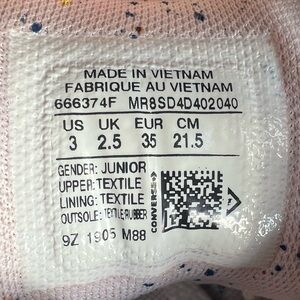 MADE IN VIETNAM
FABRIQUE AU VIETNAM
666374F MR8SD4D402040
US UK EUR CM
3 2.5 35 21.5
GENDER: JUNIOR
UPPER: TEXTILE
LINING: TEXTILE
OUTSOLE: TEXTILE/RUBBER
CONVERSE
9Z 1905 M88